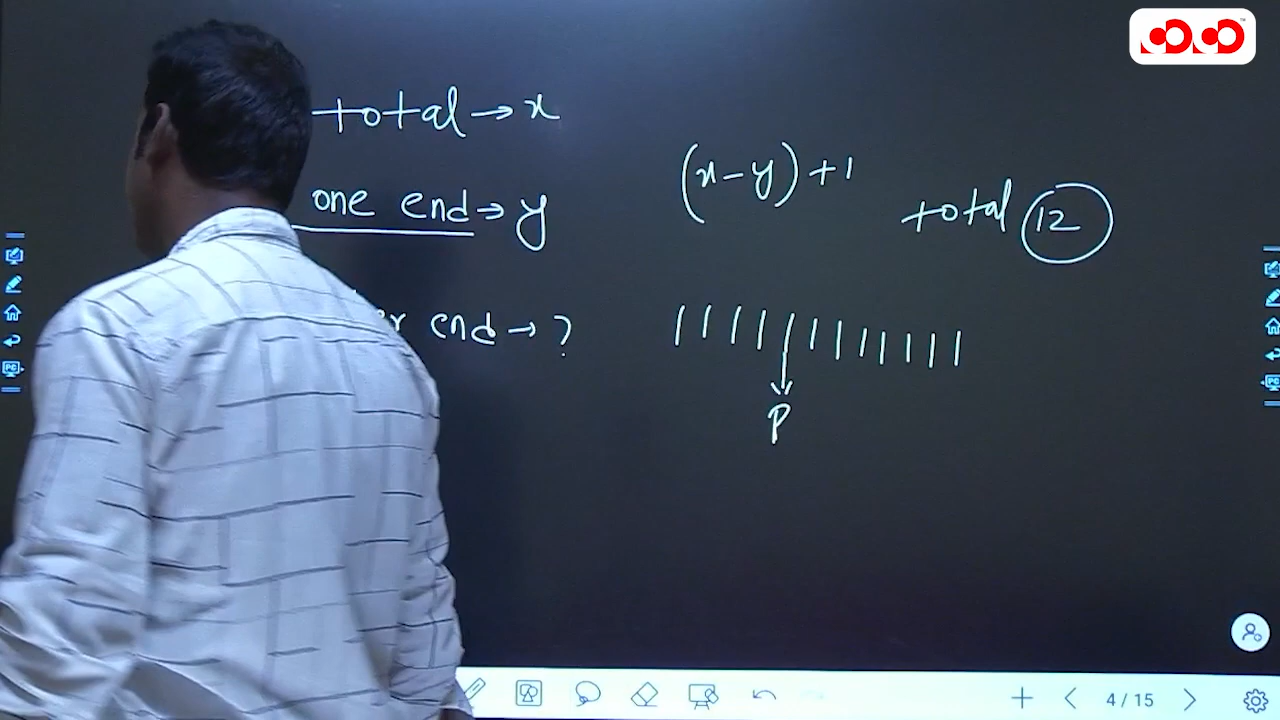 total → x
one end → y
end → ?
(x-y)+1
total 12
P
4 / 15